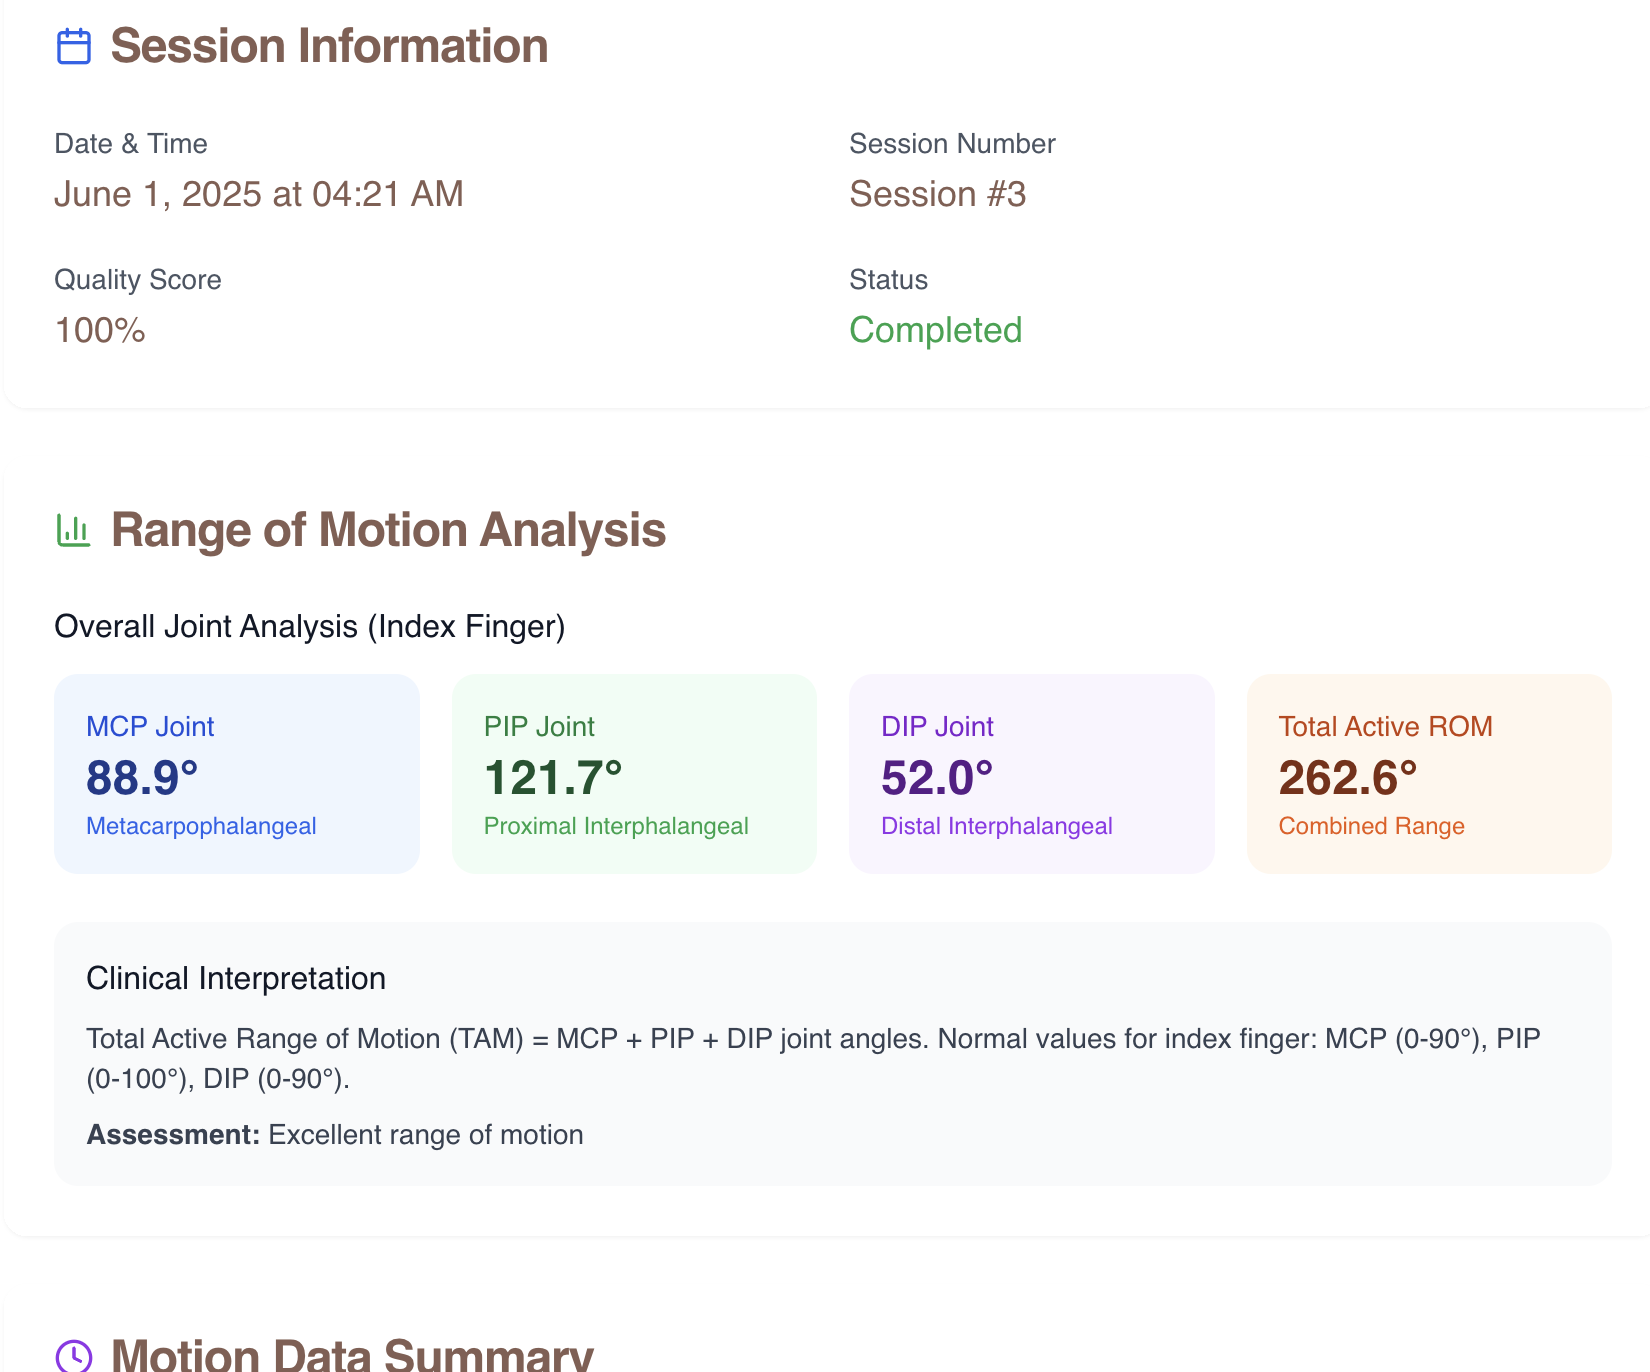 Session Information
Date & Time
June 1, 2025 at 04:21 AM
Session Number
Session #3
Quality Score
100%
Status
Completed
Range of Motion Analysis
Overall Joint Analysis (Index Finger)
MCP Joint
88.9°
Metacarpophalangeal
PIP Joint
121.7°
Proximal Interphalangeal
DIP Joint
52.0°
Distal Interphalangeal
Total Active ROM
262.6°
Combined Range
Clinical Interpretation
Total Active Range of Motion (TAM) = MCP + PIP + DIP joint angles. Normal values for index finger: MCP (0-90°), PIP
(0-100°), DIP (0-90°).
Assessment: Excellent range of motion
Motion Data Summary